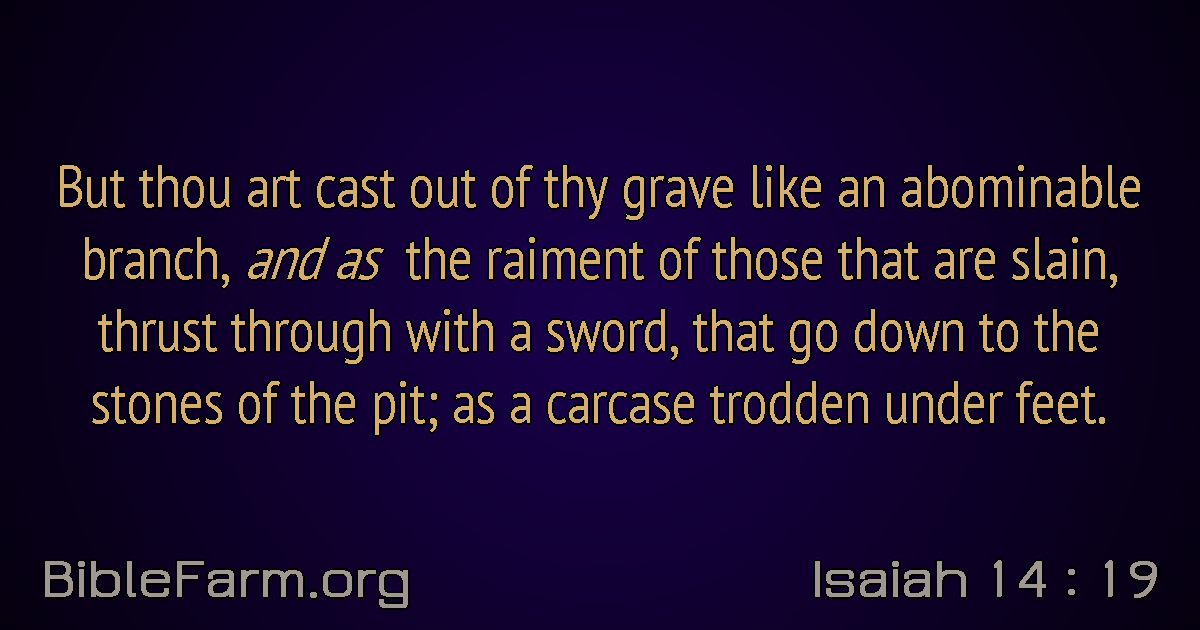 But thou art cast out of thy grave like an abominable
branch, and as the raiment of those that are slain,
thrust through with a sword, that go down to the
stones of the pit; as a carcase trodden under feet.
BibleFarm.org
Isaiah 14 : 19